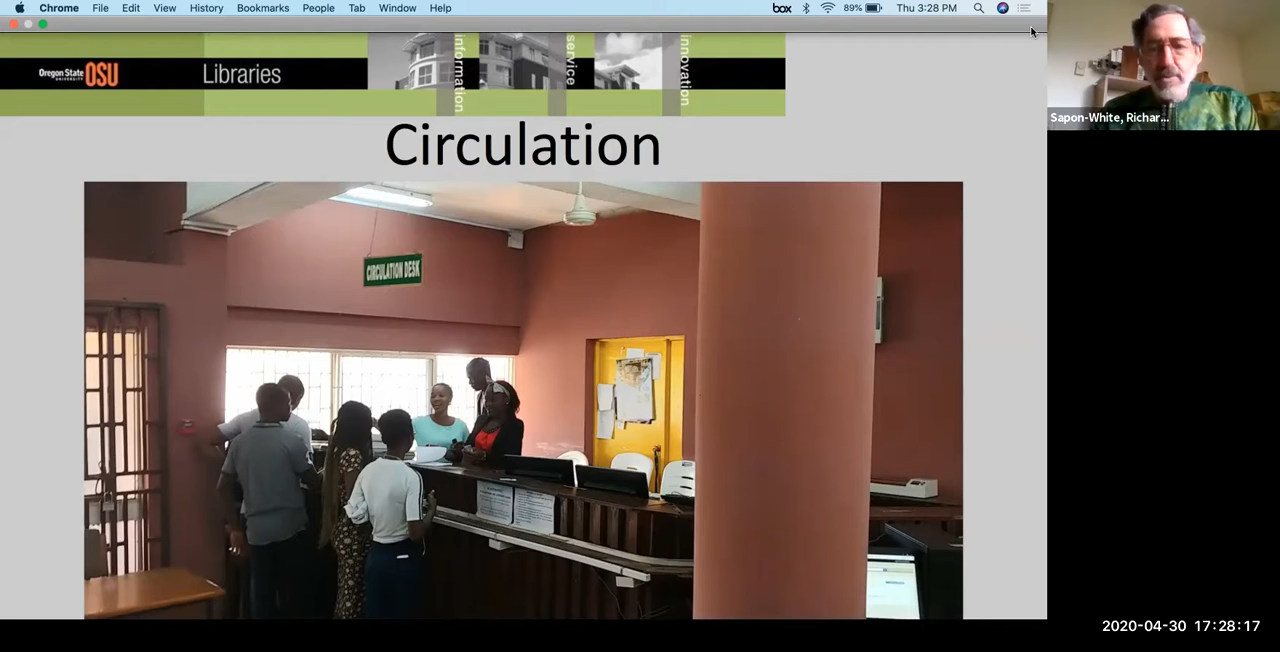 Chrome File Edit View History Bookmarks People Tab Window Help box 89% Thu 3:28 PM
Oregon State
UNIVERSITY OSU Libraries information service innovation
Sapon-White, Richar...
Circulation
CIRCULATION DESK
2020-04-30 17:28:17